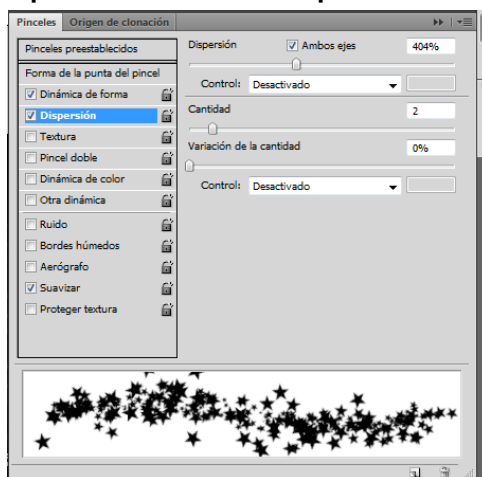 Pinceles Origen de clonación
Pinceles preestablecidos
Forma de la punta del pincel
Dinámica de forma
Dispersión
Textura
Pincel doble
Dinámica de color
Otra dinámica
Ruido
Bordes húmedos
Aerógrafo
Suavizar
Proteger textura
Dispersión Ambos ejes 404%
Control: Desactivado
Cantidad 2
Variación de la cantidad 0%
Control: Desactivado